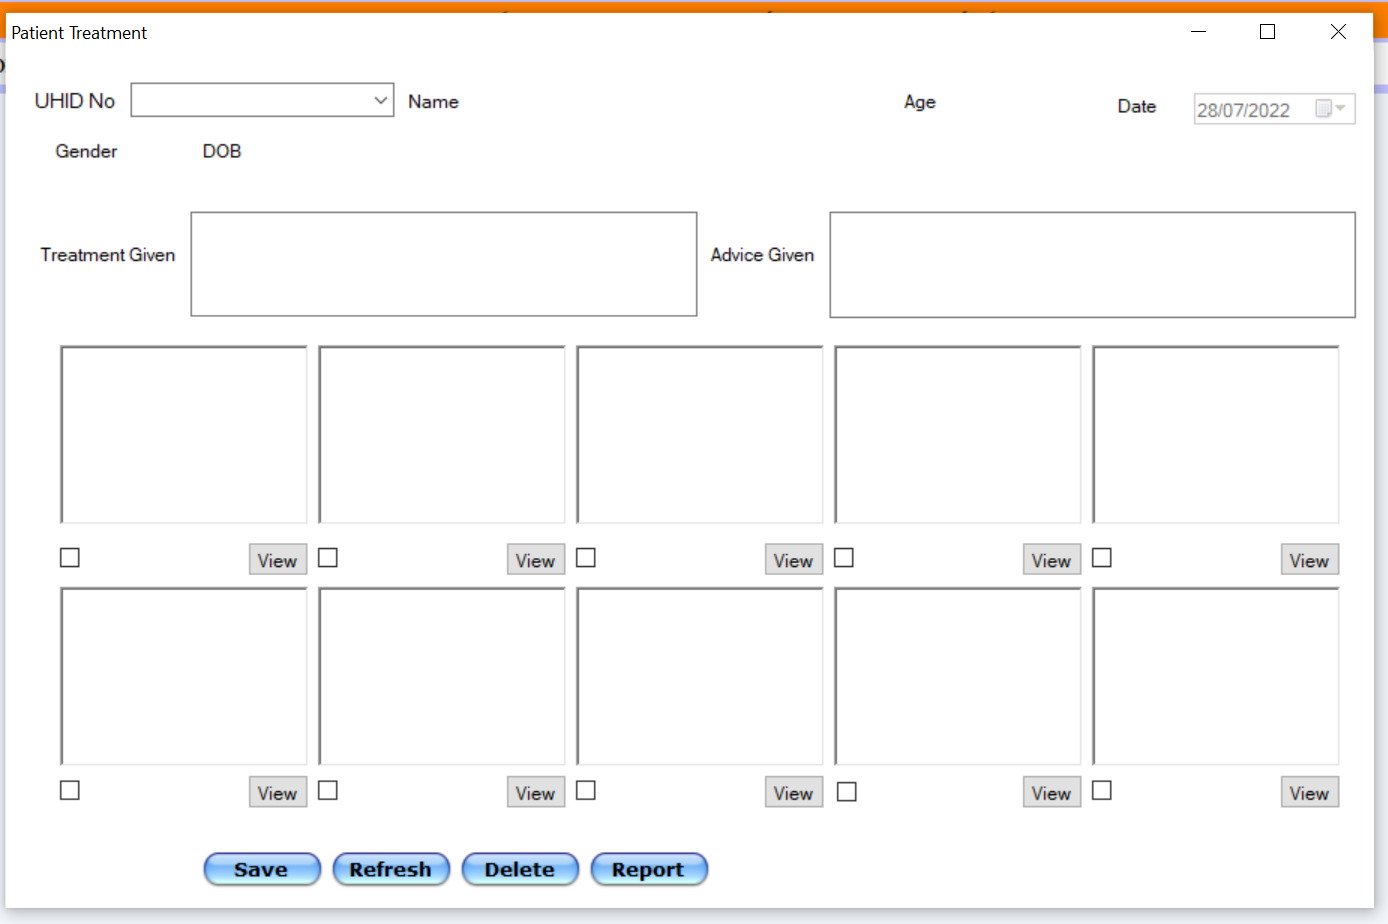 Patient Treatment
UHID No Name Age Date 28/07/2022
Gender DOB
Treatment Given Advice Given
View View View View View
View View View View View
Save Refresh Delete Report